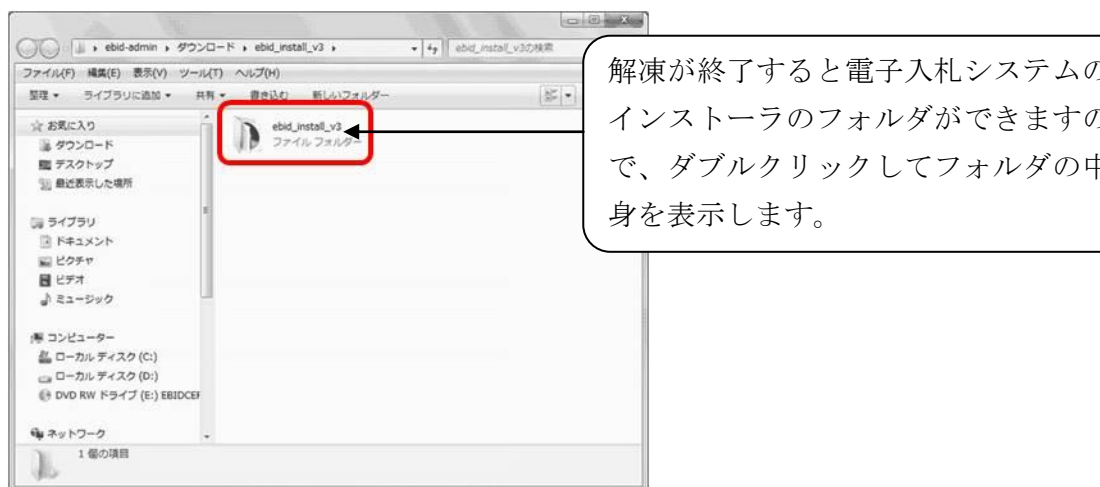 ebid-admin ▸ ダウンロード ▸ ebid_install_v3 ▸
ebid_install_v3の検索
ファイル(F) 編集(E) 表示(V) ツール(T) ヘルプ(H)
整理 ライブラリに追加 共有 書き込む 新しいフォルダー
お気に入り
ダウンロード
デスクトップ
最近表示した場所
ライブラリ
ドキュメント
ピクチャ
ビデオ
ミュージック
コンピューター
ローカル ディスク (C:)
ローカル ディスク (D:)
DVD RW ドライブ (E:) EBIDCEF
ネットワーク
ebid_install_v3
ファイル フォルダー
1 個の項目
解凍が終了すると電子入札システムの
インストーラのフォルダができますの
で、ダブルクリックしてフォルダの中
身を表示します。